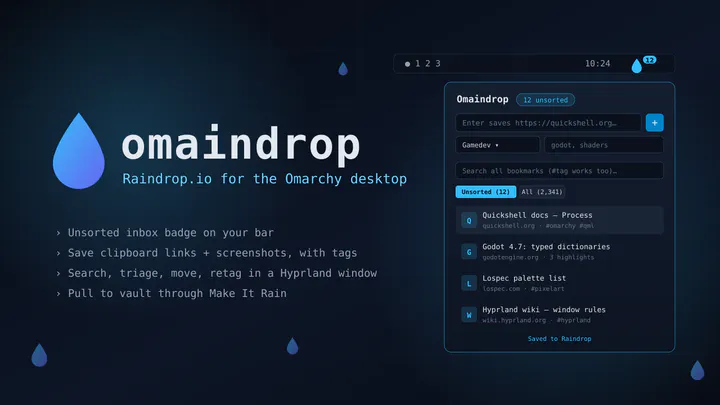 ● 1 2 3
10:24
12
omaindrop
Raindrop.io for the Omarchy desktop
› Unsorted inbox badge on your bar
› Save clipboard links + screenshots, with tags
› Search, triage, move, retag in a Hyprland window
› Pull to vault through Make It Rain
Omaindrop
12 unsorted
Enter saves https://quickshell.org…
+
Gamedev ▾
godot, shaders
Search all bookmarks (#tag works too)…
Unsorted (12)
All (2,341)
Q
Quickshell docs — Process
quickshell.org · #omarchy #qml
G
Godot 4.7: typed dictionaries
godotengine.org · 3 highlights
L
Lospec palette list
lospec.com · #pixelart
W
Hyprland wiki — window rules
wiki.hyprland.org · #hyprland
Saved to Raindrop